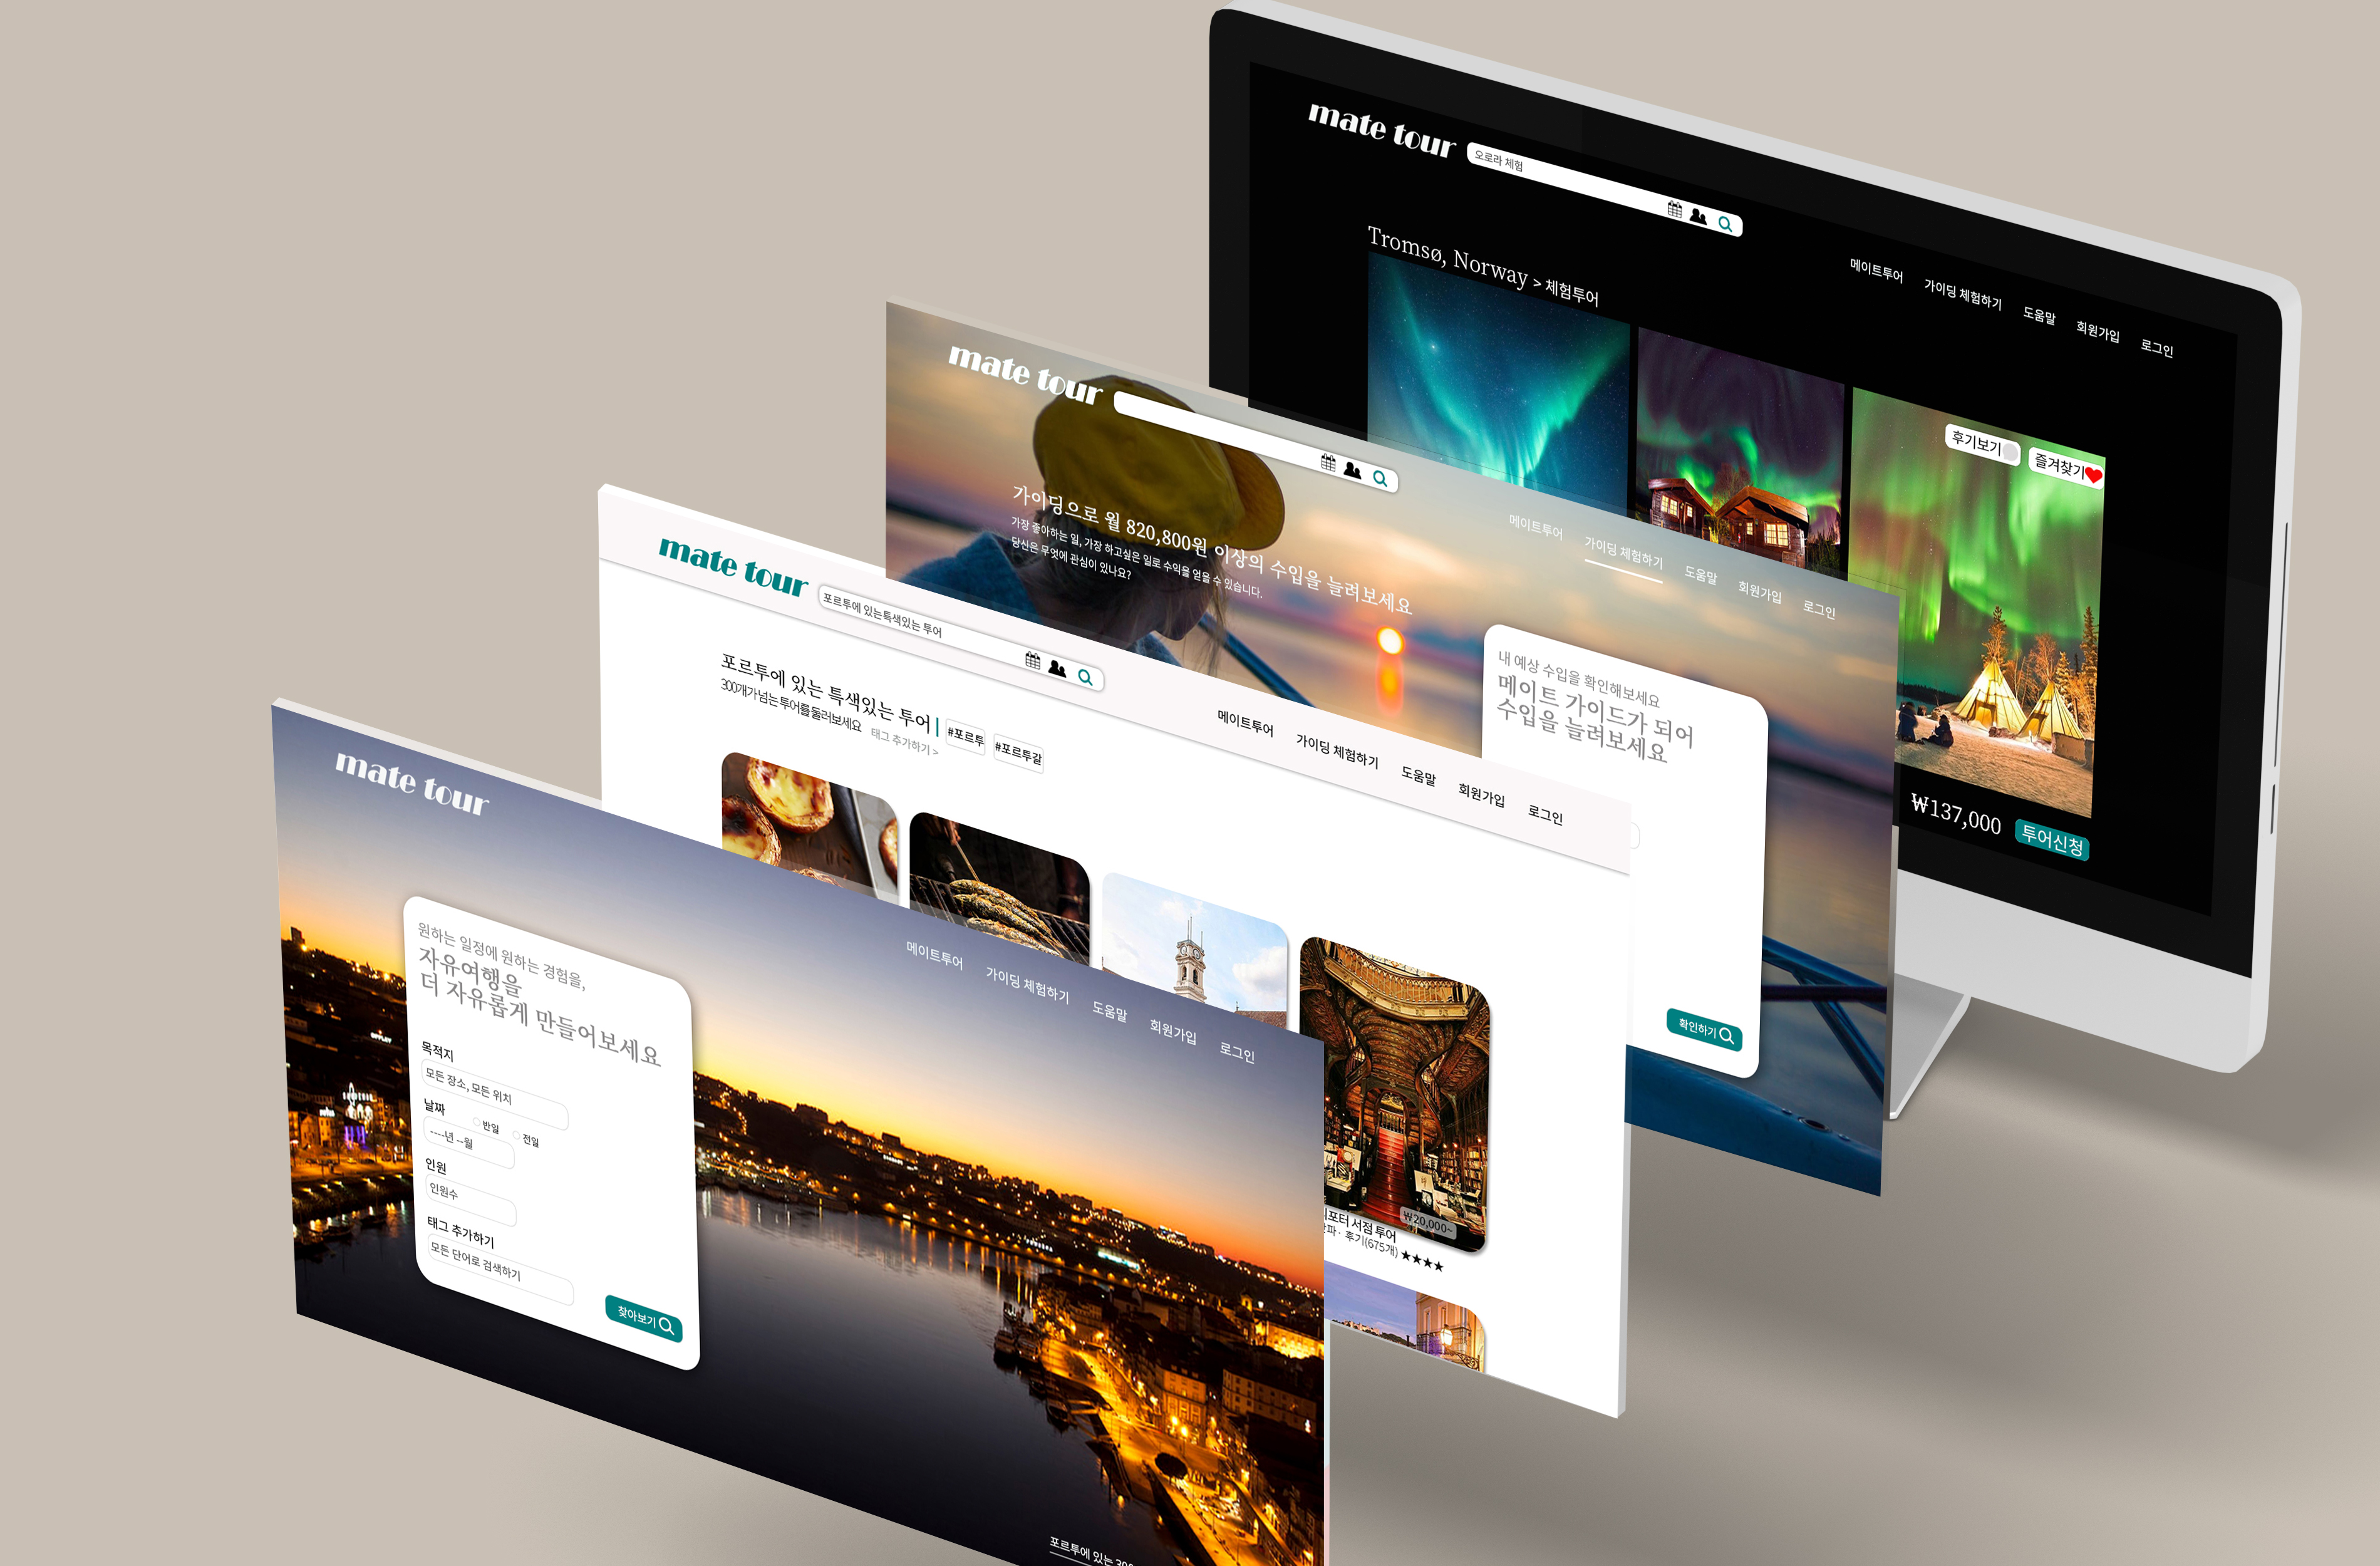 mate tour
오로라 체험
메이트투어 가이딩 체험하기 도움말 회원가입 로그인
Tromsø, Norway > 체험투어
후기보기 즐겨찾기
₩137,000 투어신청
mate tour
메이트투어 가이딩 체험하기 도움말 회원가입 로그인
가이딩으로 월 820,800원 이상의 수입을 늘려보세요
가장 좋아하는 일, 가장 하고싶은 일로 수익을 얻을 수 있습니다.
당신은 무엇에 관심이 있나요?
내 예상 수입을 확인해보세요
메이트 가이드가 되어
수입을 늘려보세요
확인하기
mate tour
포르투에 있는특색있는 투어
메이트투어 가이딩 체험하기 도움말 회원가입 로그인
포르투에 있는 특색있는 투어 #포르투 #포르투갈
300개가 넘는 투어를 둘러보세요 태그 추가하기 >
₩20,000~
서점 투어
후기(675개) ★★★★
mate tour
메이트투어 가이딩 체험하기 도움말 회원가입 로그인
원하는 일정에 원하는 경험을,
자유여행을
더 자유롭게 만들어보세요
목적지
모든 장소, 모든 위치
날짜 반일 전일
----년 --월
인원
인원수
태그 추가하기
모든 단어로 검색하기
찾아보기
포르투에 있는